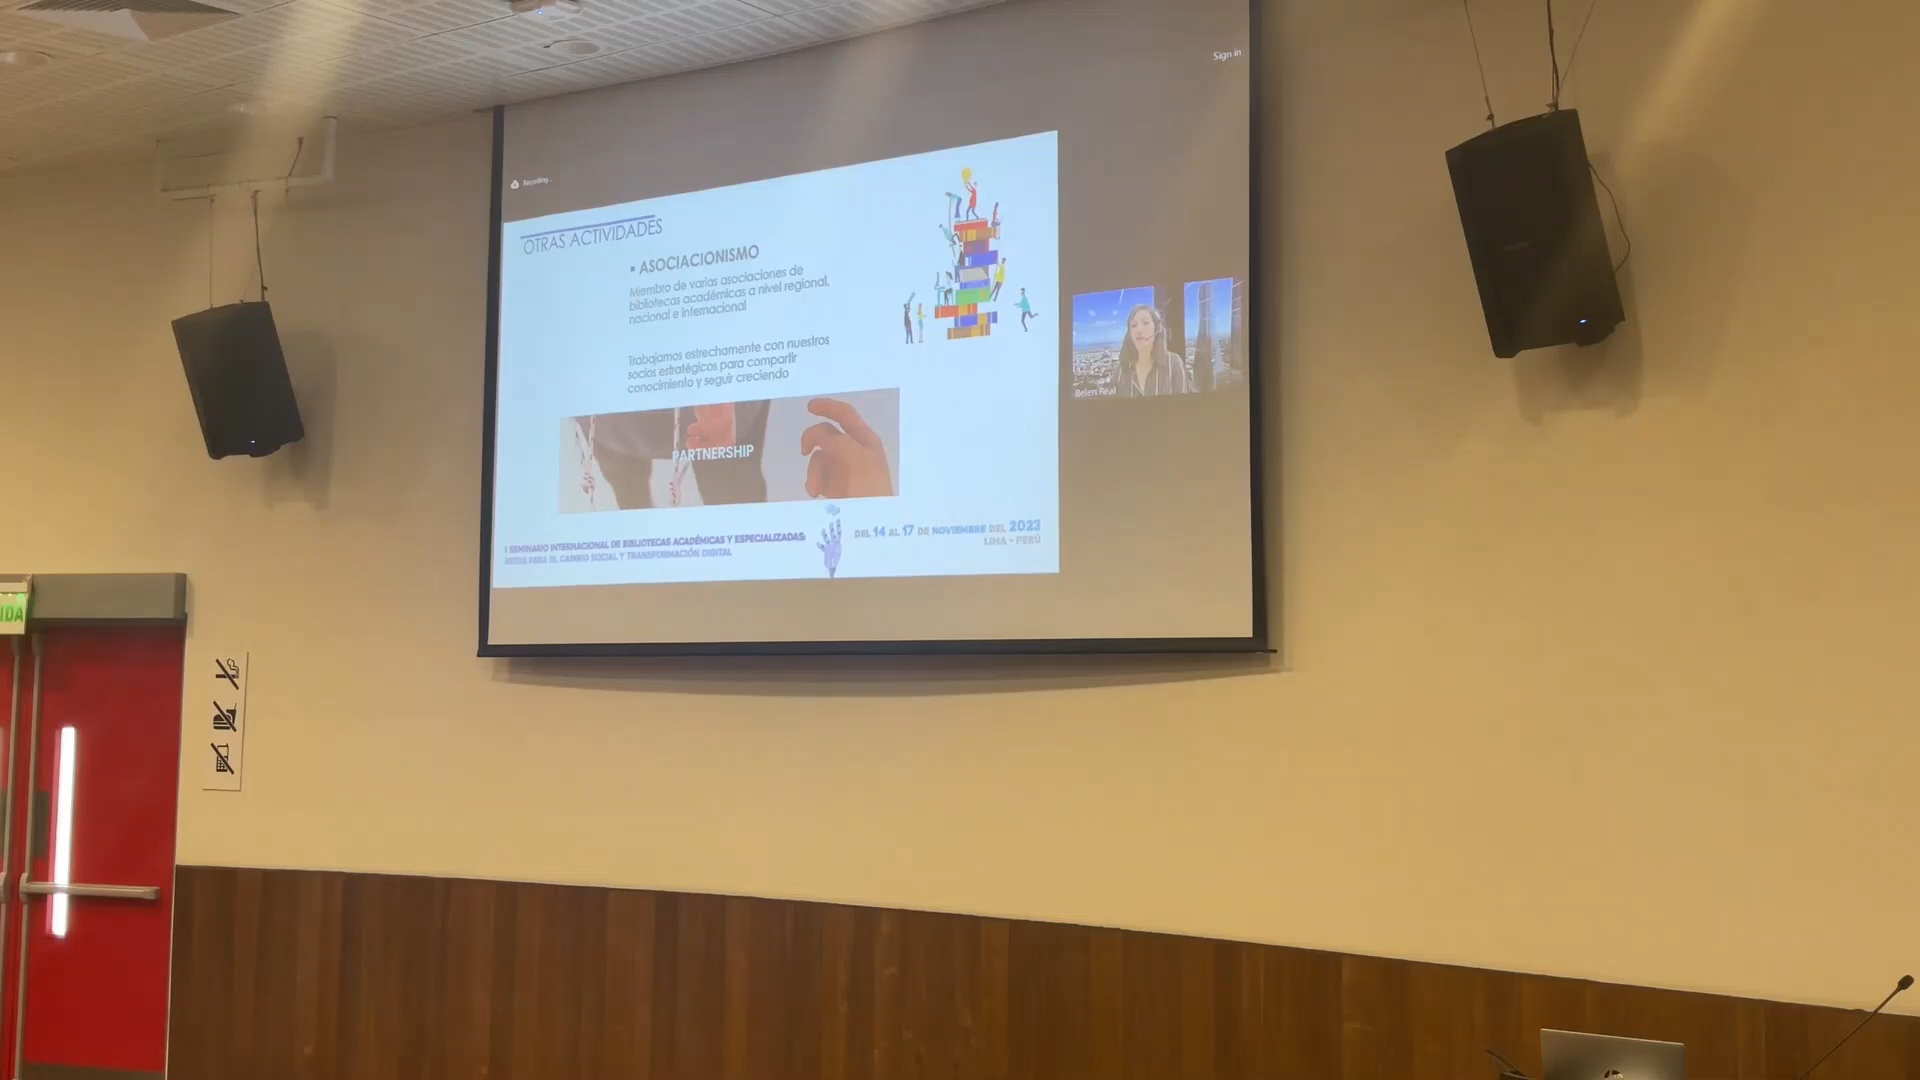 Sign in
Recording...
OTRAS ACTIVIDADES
▪ ASOCIACIONISMO
Miembro de varias asociaciones de
bibliotecas académicas a nivel regional,
nacional e internacional
Trabajamos estrechamente con nuestros
socios estratégicos para compartir
conocimiento y seguir creciendo
PARTNERSHIP
Belen Real
I SEMINARIO INTERNACIONAL DE BIBLIOTECAS ACADÉMICAS Y ESPECIALIZADAS:
RETOS PARA EL CAMBIO SOCIAL Y TRANSFORMACIÓN DIGITAL
DEL 14 AL 17 DE NOVIEMBRE DEL 2023
LIMA - PERÚ
IDA